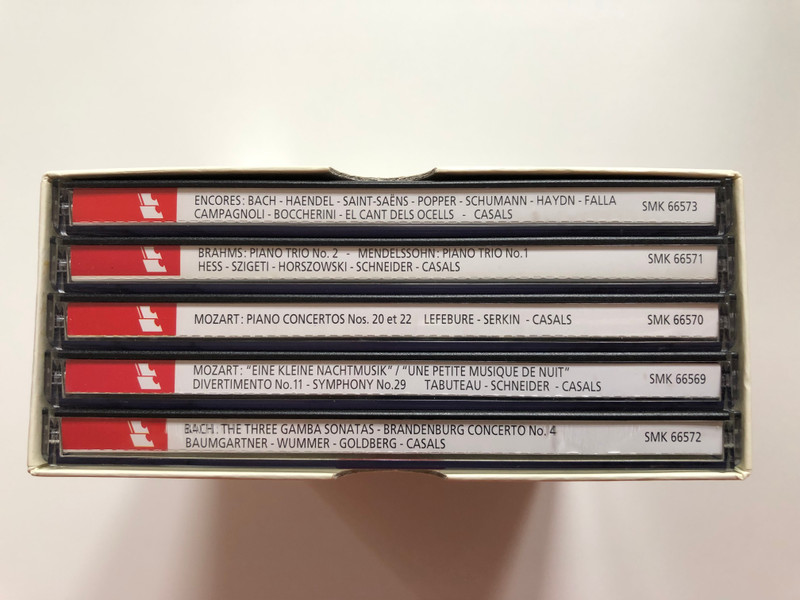 ENCORES: BACH - HAENDEL - SAINT-SAËNS - POPPER - SCHUMANN - HAYDN - FALLA
CAMPAGNOLI - BOCCHERINI - EL CANT DELS OCELLS - CASALS
SMK 66573
BRAHMS: PIANO TRIO No. 2 - MENDELSSOHN: PIANO TRIO No.1
HESS - SZIGETI - HORSZOWSKI - SCHNEIDER - CASALS
SMK 66571
MOZART: PIANO CONCERTOS Nos. 20 et 22 LEFEBURE - SERKIN - CASALS
SMK 66570
MOZART: "EINE KLEINE NACHTMUSIK" / "UNE PETITE MUSIQUE DE NUIT"
DIVERTIMENTO No.11 - SYMPHONY No.29 TABUTEAU - SCHNEIDER - CASALS
SMK 66569
BACH: THE THREE GAMBA SONATAS - BRANDENBURG CONCERTO No. 4
BAUMGARTNER - WUMMER - GOLDBERG - CASALS
SMK 66572